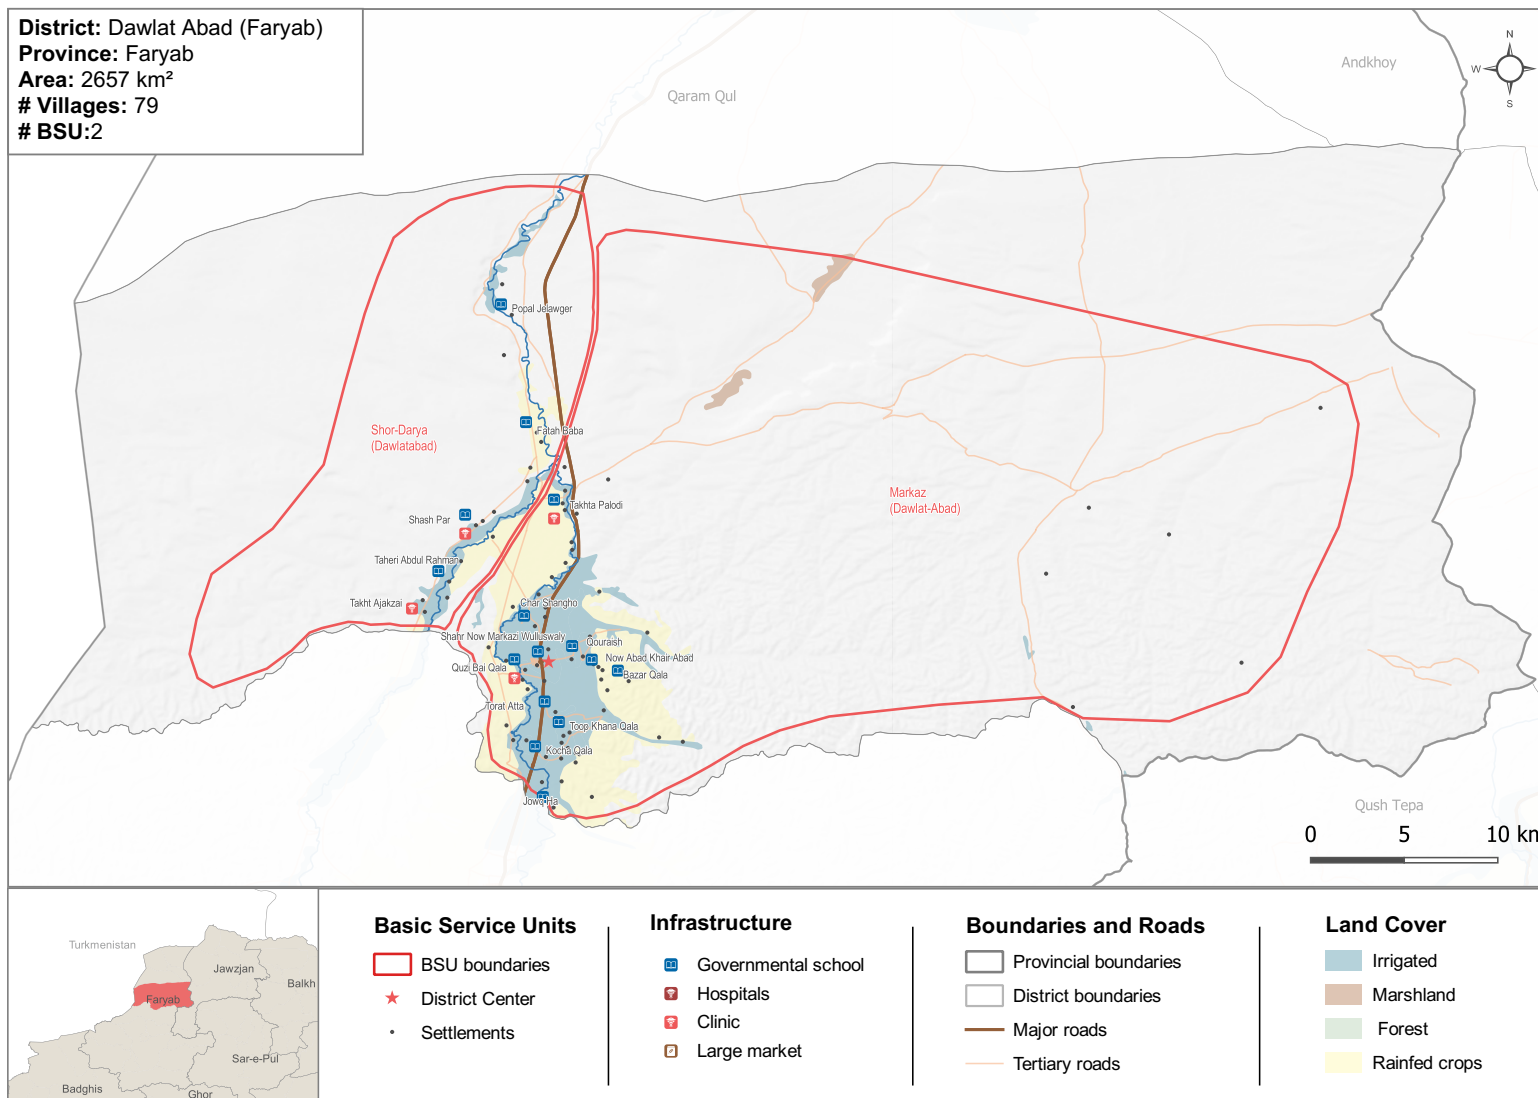 District: Dawlat Abad (Faryab)
Province: Faryab
Area: 2657 km²
# Villages: 79
# BSU:2
Andkhoy
Qaram Qul
N
W
S
Popal Jelawger
Shor-Darya
(Dawlatabad)
Fatah Baba
Markaz
(Dawlat-Abad)
Takhta Palodi
Shash Par
Taheri Abdul Rahman
Takht Ajakzai
Char Shangho
Shahr Now Markazi Wulluswaly
Qouraish
Quzi Bai Qala
Now Abad Khair Abad
Bazar Qala
Torat Atta
Toop Khana Qala
Kocha Qala
Jowq Ha
Qush Tepa
0 5 10 km
Turkmenistan
Jawzjan
Balkh
Faryab
Sar-e-Pul
Badghis
Ghor
Basic Service Units
BSU boundaries
District Center
Settlements
Infrastructure
Governmental school
Hospitals
Clinic
Large market
Boundaries and Roads
Provincial boundaries
District boundaries
Major roads
Tertiary roads
Land Cover
Irrigated
Marshland
Forest
Rainfed crops